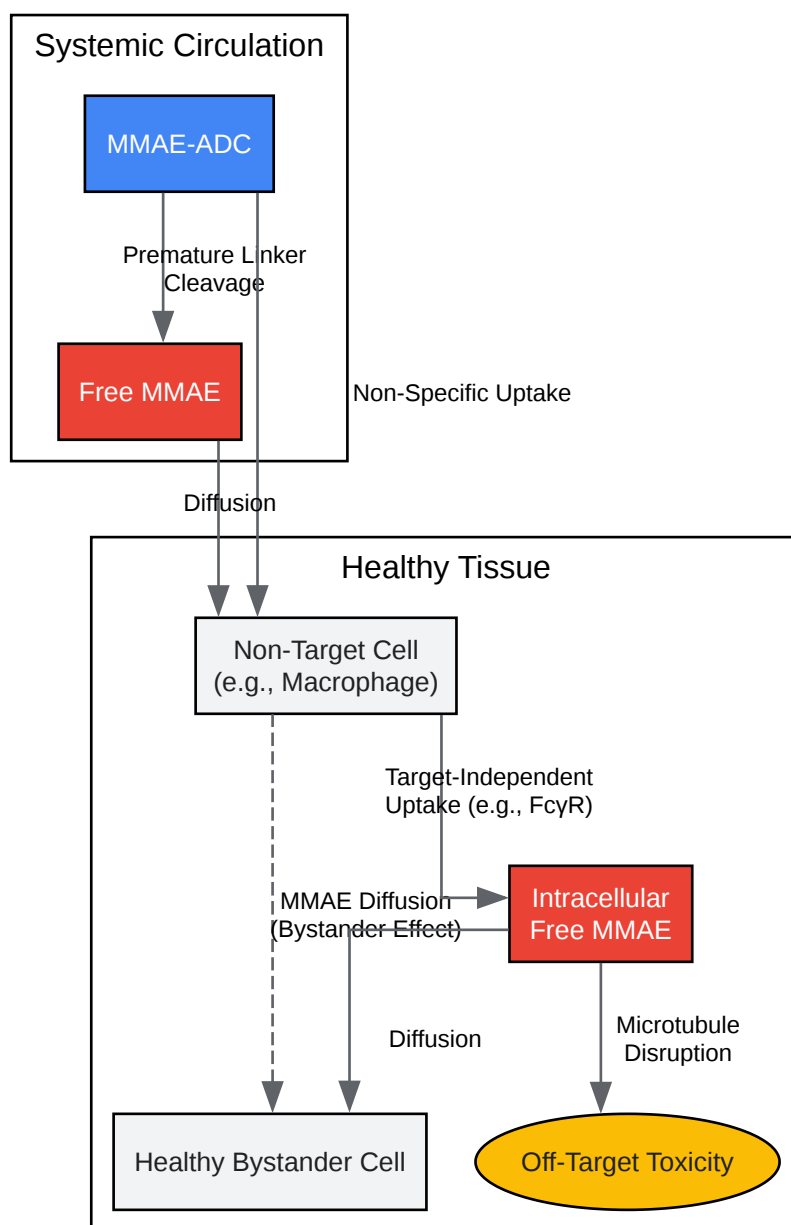 Systemic Circulation
MMAE-ADC
Premature Linker
Cleavage
Free MMAE
Non-Specific Uptake
Diffusion
Healthy Tissue
Non-Target Cell
(e.g., Macrophage)
Target-Independent
Uptake (e.g., FcγR)
MMAE Diffusion
(Bystander Effect)
Intracellular
Free MMAE
Diffusion
Microtubule
Disruption
Healthy Bystander Cell
Off-Target Toxicity